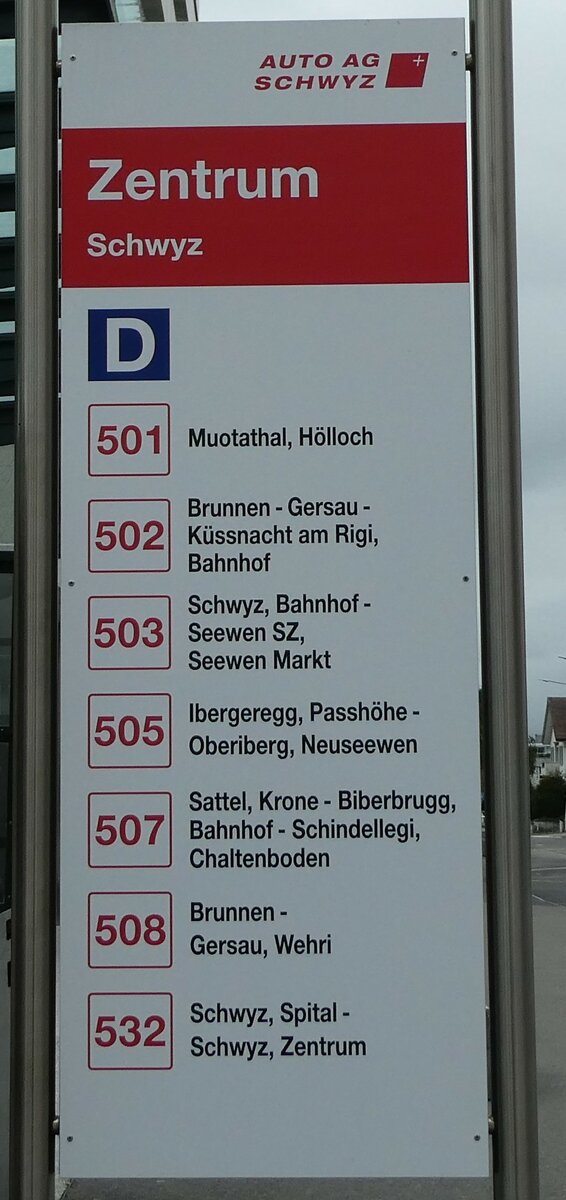 AUTO AG
SCHWYZ
Zentrum
Schwyz
D
501 Muotathal, Hölloch
502 Brunnen - Gersau -
Küssnacht am Rigi,
Bahnhof
503 Schwyz, Bahnhof -
Seewen SZ,
Seewen Markt
505 Ibergeregg, Passhöhe -
Oberiberg, Neuseewen
507 Sattel, Krone - Biberbrugg,
Bahnhof - Schindellegi,
Chaltenboden
508 Brunnen -
Gersau, Wehri
532 Schwyz, Spital -
Schwyz, Zentrum